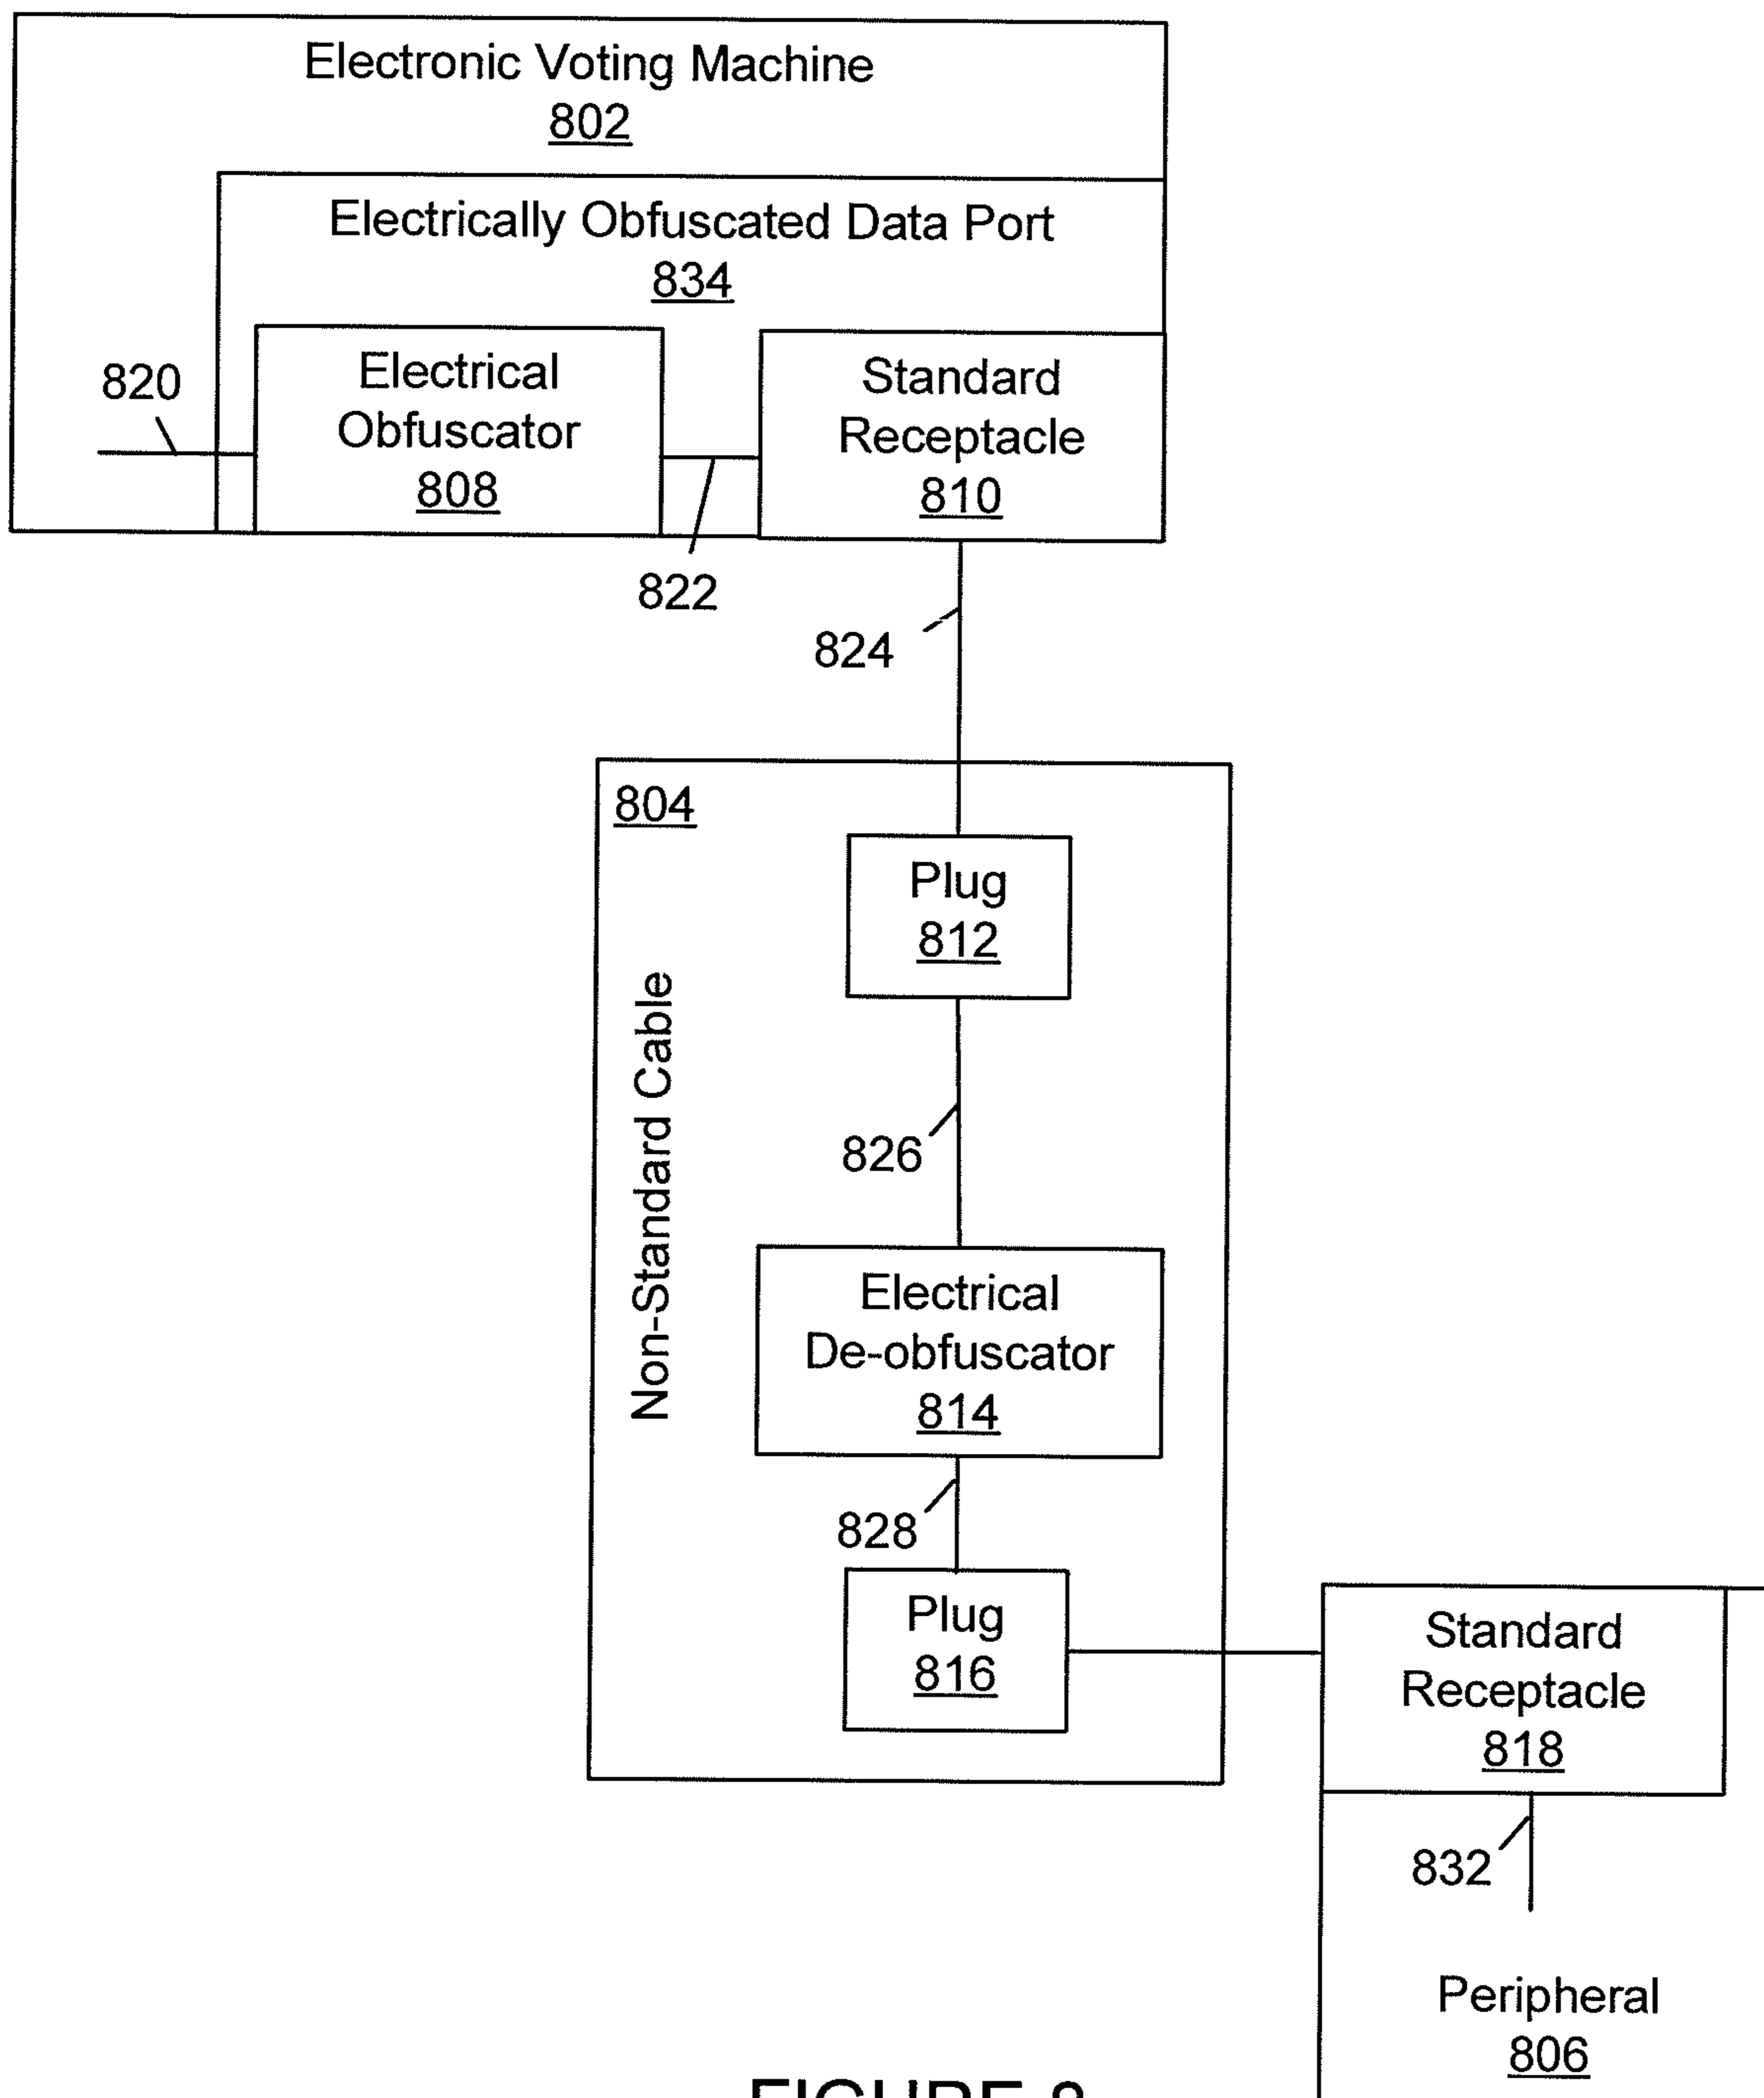 Electronic Voting Machine
802
Electrically Obfuscated Data Port
834
820
Electrical
Obfuscator
808
Standard
Receptacle
810
822
824
804
Non-Standard Cable
Plug
812
826
Electrical
De-obfuscator
814
828
Plug
816
Standard
Receptacle
818
832
Peripheral
806
FIGURE 8